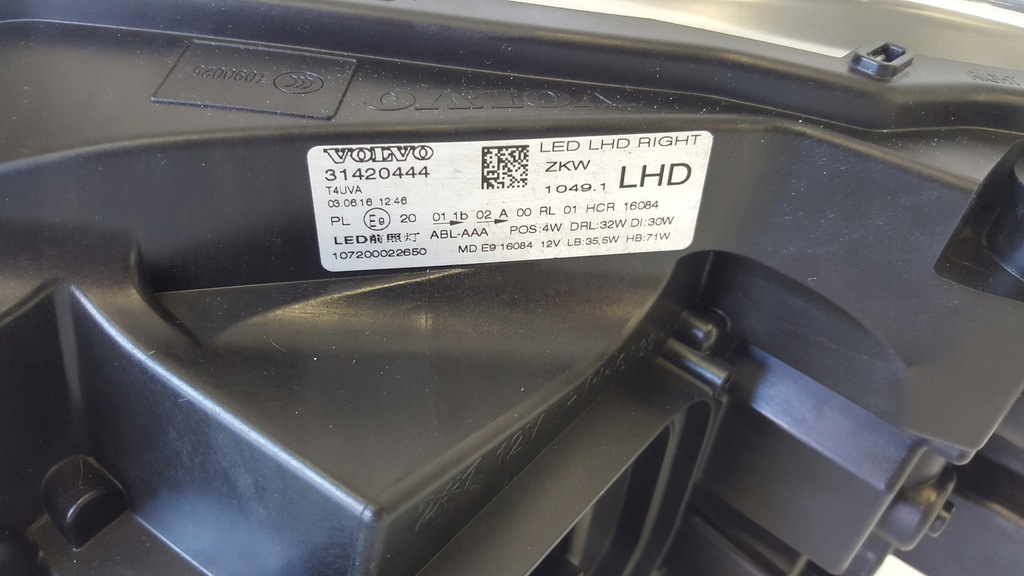 VOLVO
31420444
T4UVA
03.06.16 12:46
LED LHD RIGHT
ZKW
1049.1 LHD
PL E9 20 01 1b 02 A 00 RL 01 HCR 16084
LED前照灯 ABL-AAA POS:4W DRL:32W DI:30W
107200022650 MD E9 16084 12V LB:35,5W HB:71W
VOLVO